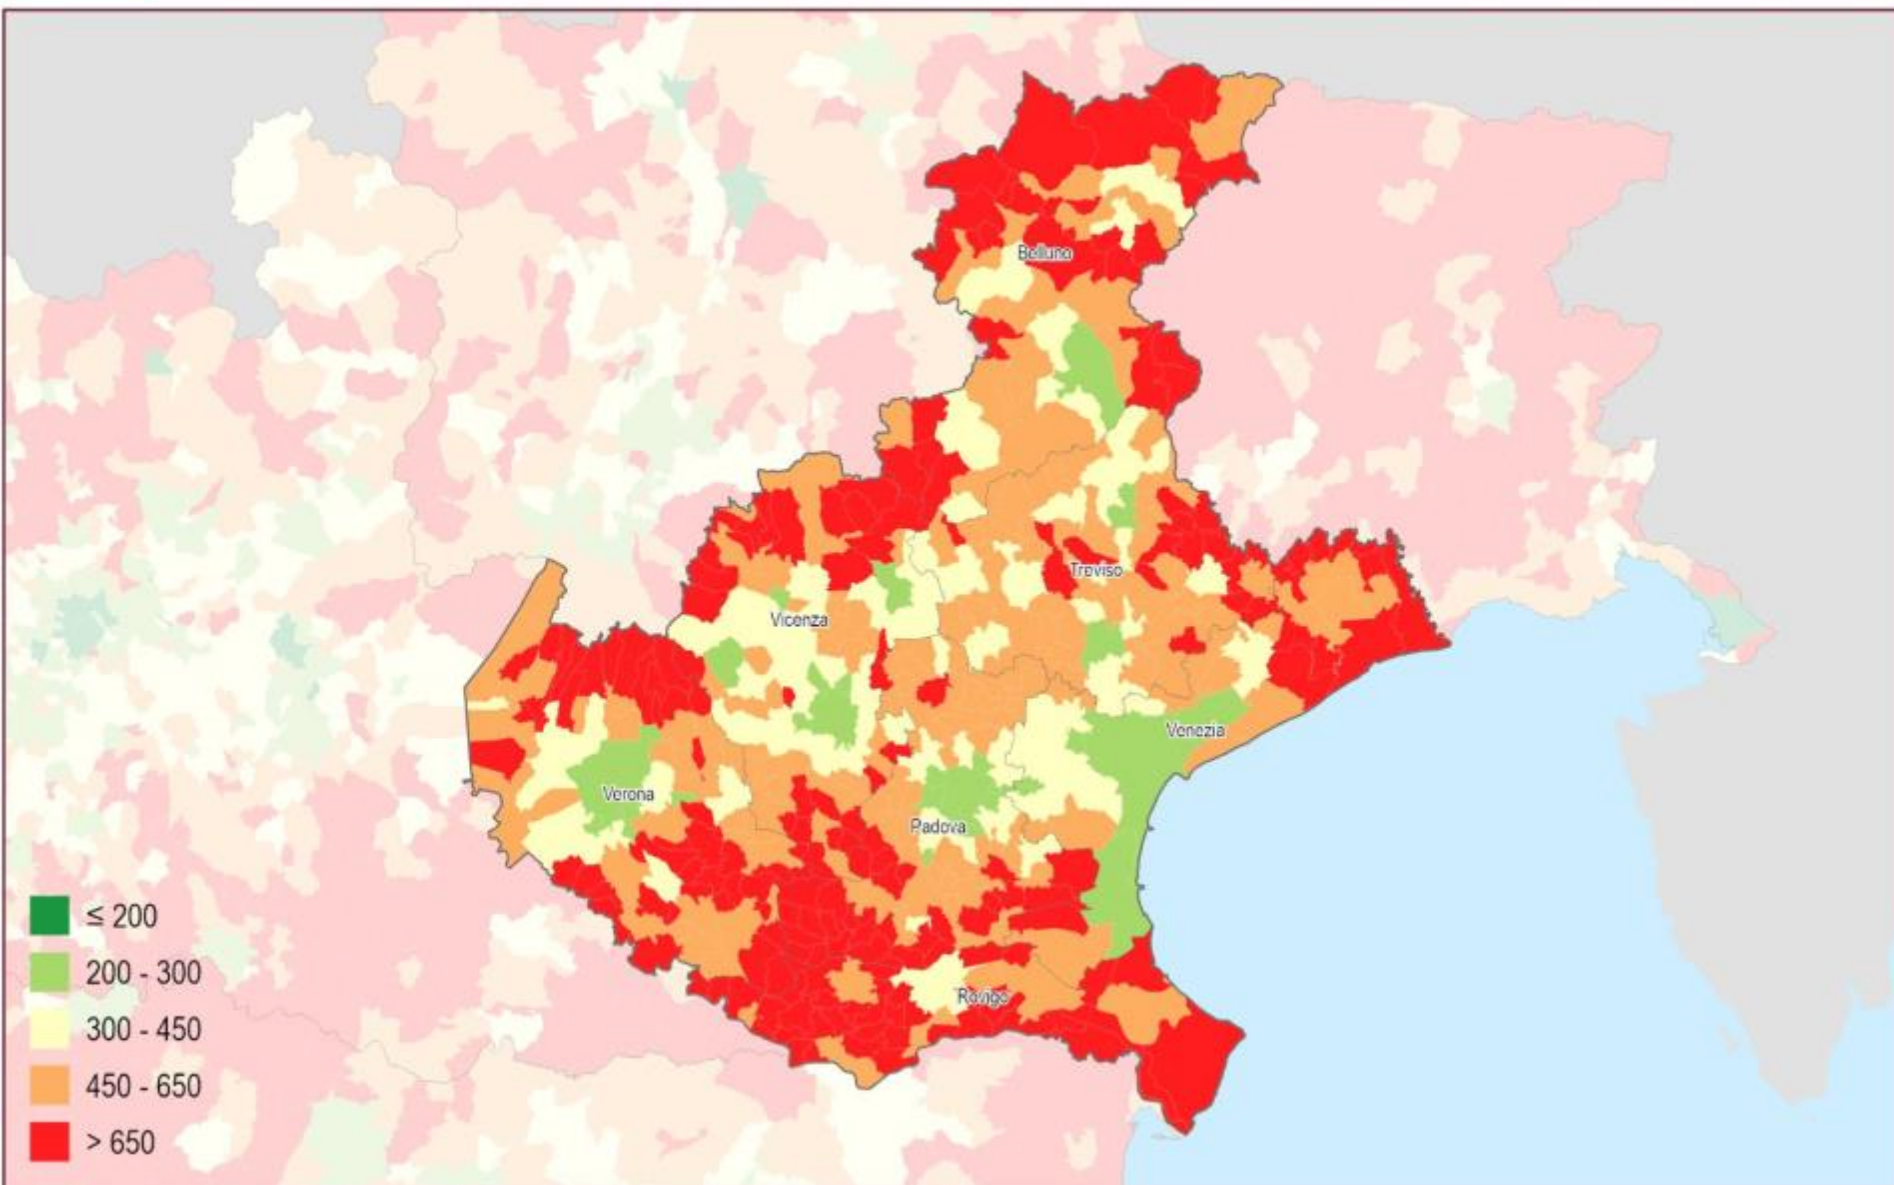 Belluno
Treviso
Vicenza
Venezia
Verona
Padova
Rovigo
≤ 200
200 - 300
300 - 450
450 - 650
> 650